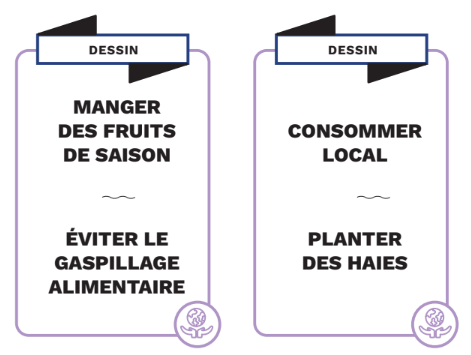 DESSIN
MANGER
DES FRUITS
DE SAISON
ÉVITER LE
GASPILLAGE
ALIMENTAIRE
DESSIN
CONSOMMER
LOCAL
PLANTER
DES HAIES